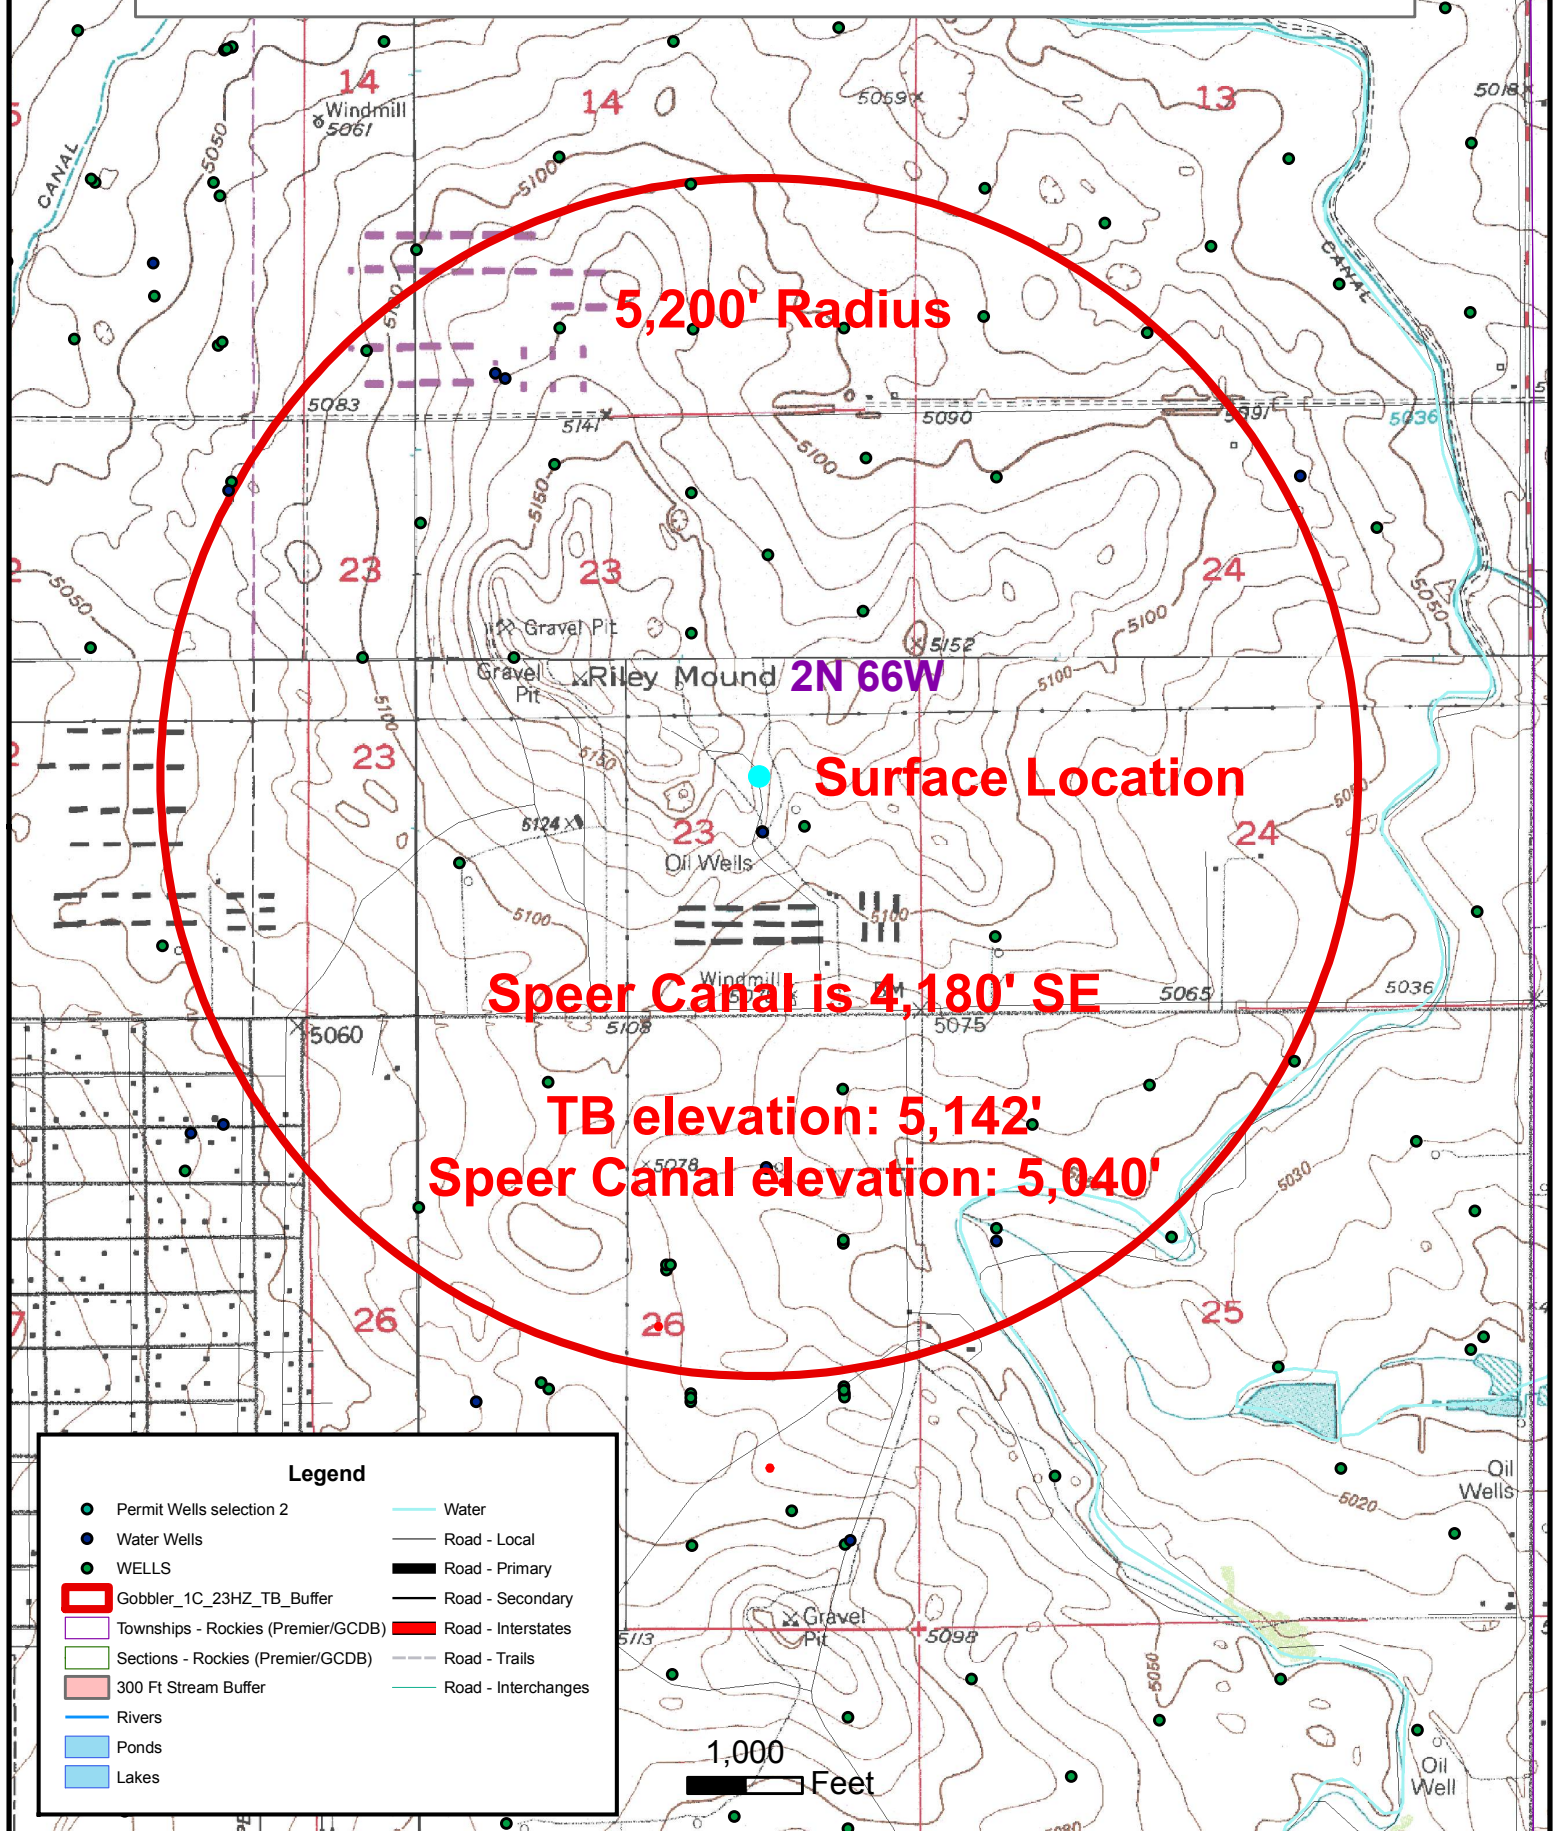 14
14
13
Windmill
5061
5059
5018
CANAL
5050
5100
CANAL
5100
5,200' Radius
5083
5141
5090
5091
5036
5100
5150
23
23
24
5050
5050
5100
Gravel Pit
5152
Gravel
Pit
Riley Mound
2N 66W
5100
5100
23
5150
Surface Location
5050
5124
23
24
Oil Wells
5100
5100
Windmill
Speer Canal is 4,180' SE
5065
5036
5060
5108
5075
TB elevation: 5,142'
5078
Speer Canal elevation: 5,040'
5030
26
26
25
Oil
Wells
5020
Legend
Permit Wells selection 2
Water Wells
WELLS
Gobbler_1C_23HZ_TB_Buffer
Townships - Rockies (Premier/GCDB)
Sections - Rockies (Premier/GCDB)
300 Ft Stream Buffer
Rivers
Ponds
Lakes
Water
Road - Local
Road - Primary
Road - Secondary
Road - Interstates
Road - Trails
Road - Interchanges
Gravel
Pit
5113
5098
5050
1,000
Feet
Oil
Well